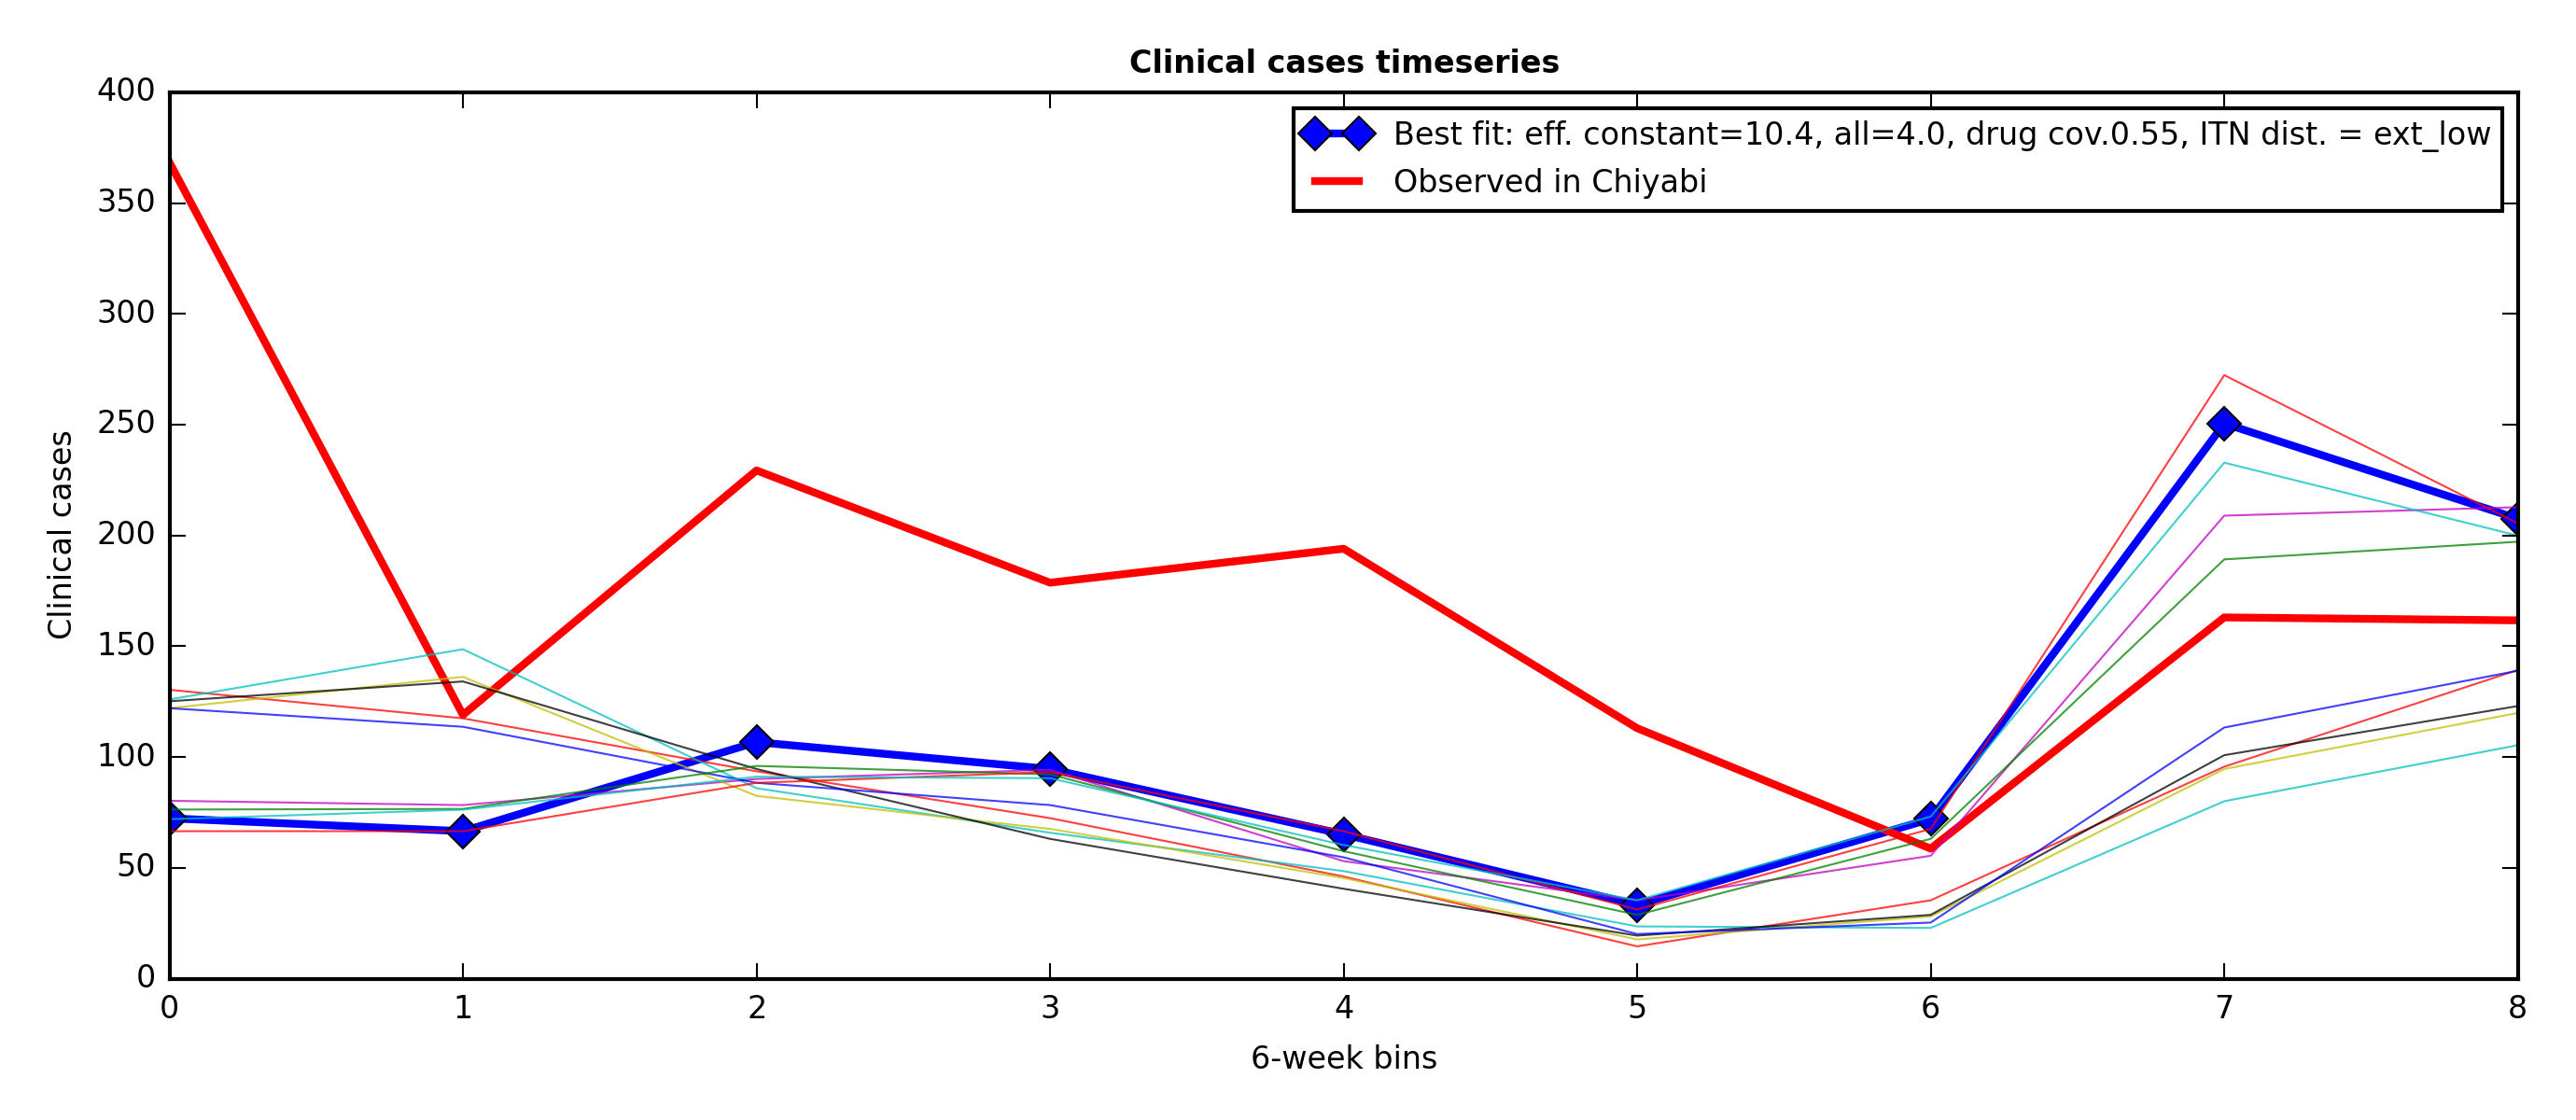 Clinical cases timeseries
400
350
300
250
200
150
100
50
0
Clinical cases
Best fit: eff. constant=10.4, all=4.0, drug cov.0.55, ITN dist. = ext_low
Observed in Chiyabi
0 1 2 3 4 5 6 7 8
6-week bins